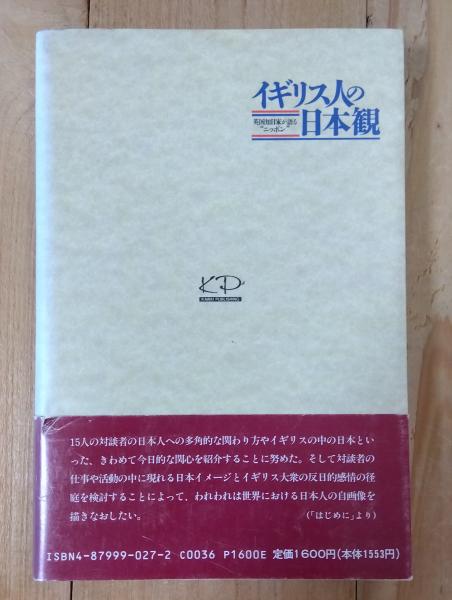 イギリス人の
英国知日家が語る
"ニッポン"
日本観
KP
KAWAI PUBLISHING
15人の対談者の日本人への多角的な関わり方やイギリスの中の日本とい
った、きわめて今日的な関心を紹介することに努めた。そして対談者の
仕事や活動の中に現れる日本イメージとイギリス大衆の反日的感情の径
庭を検討することによって、われわれは世界における日本人の自画像を
描きなおしたい。
(「はじめに」より)
ISBN4-87999-027-2 C0036 P1600E 定価1600円(本体1553円)